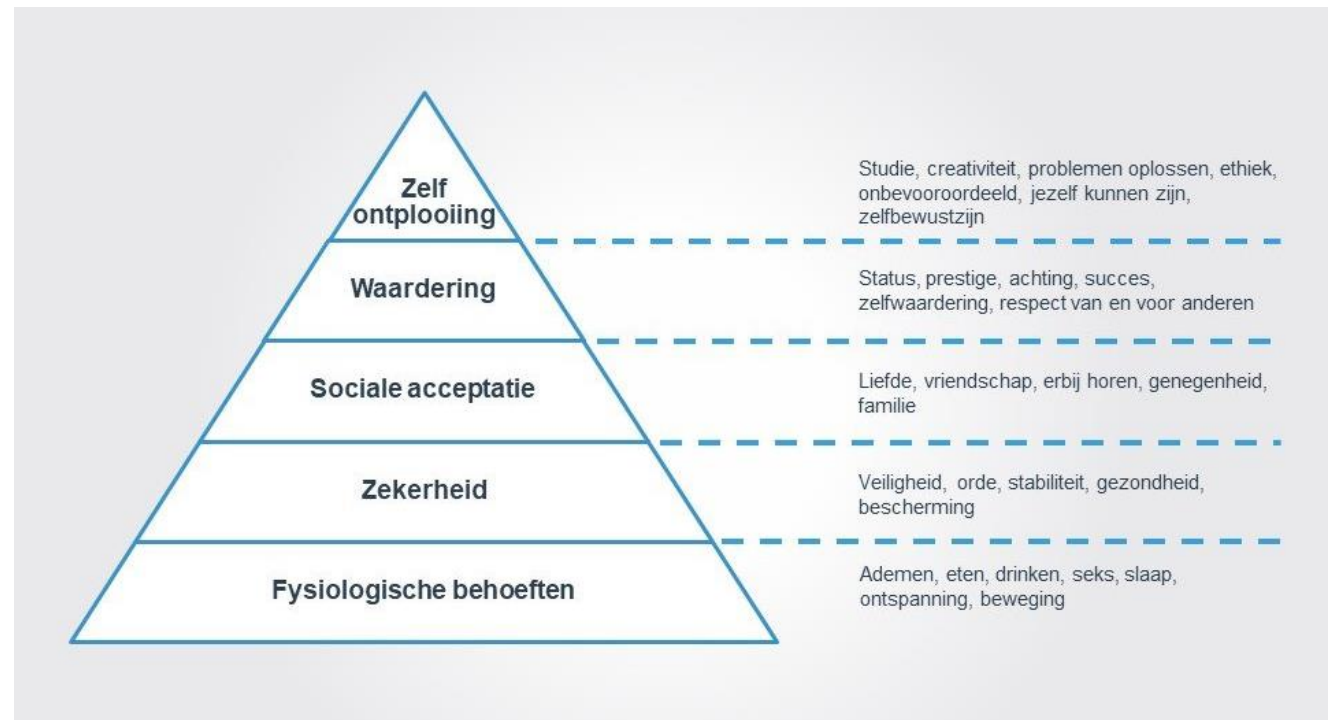 Zelf
ontplooiing
Studie, creativiteit, problemen oplossen, ethiek,
onbevooroordeeld, jezelf kunnen zijn,
zelfbewustzijn
Waardering
Status, prestige, achting, succes,
zelfwaardering, respect van en voor anderen
Sociale acceptatie
Liefde, vriendschap, erbij horen, genegenheid,
familie
Zekerheid
Veiligheid, orde, stabiliteit, gezondheid,
bescherming
Fysiologische behoeften
Ademen, eten, drinken, seks, slaap,
ontspanning, beweging